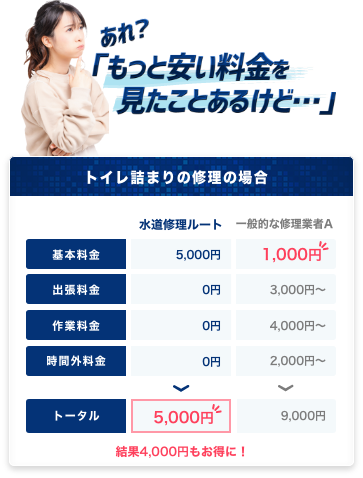 あれ?
「もっと安い料金を
見たことあるけど…」
トイレ詰まりの修理の場合
水道修理ルート 一般的な修理業者A
基本料金 5,000円 1,000円
出張料金 0円 3,000円〜
作業料金 0円 4,000円〜
時間外料金 0円 2,000円〜
トータル 5,000円 9,000円
結果4,000円もお得に!